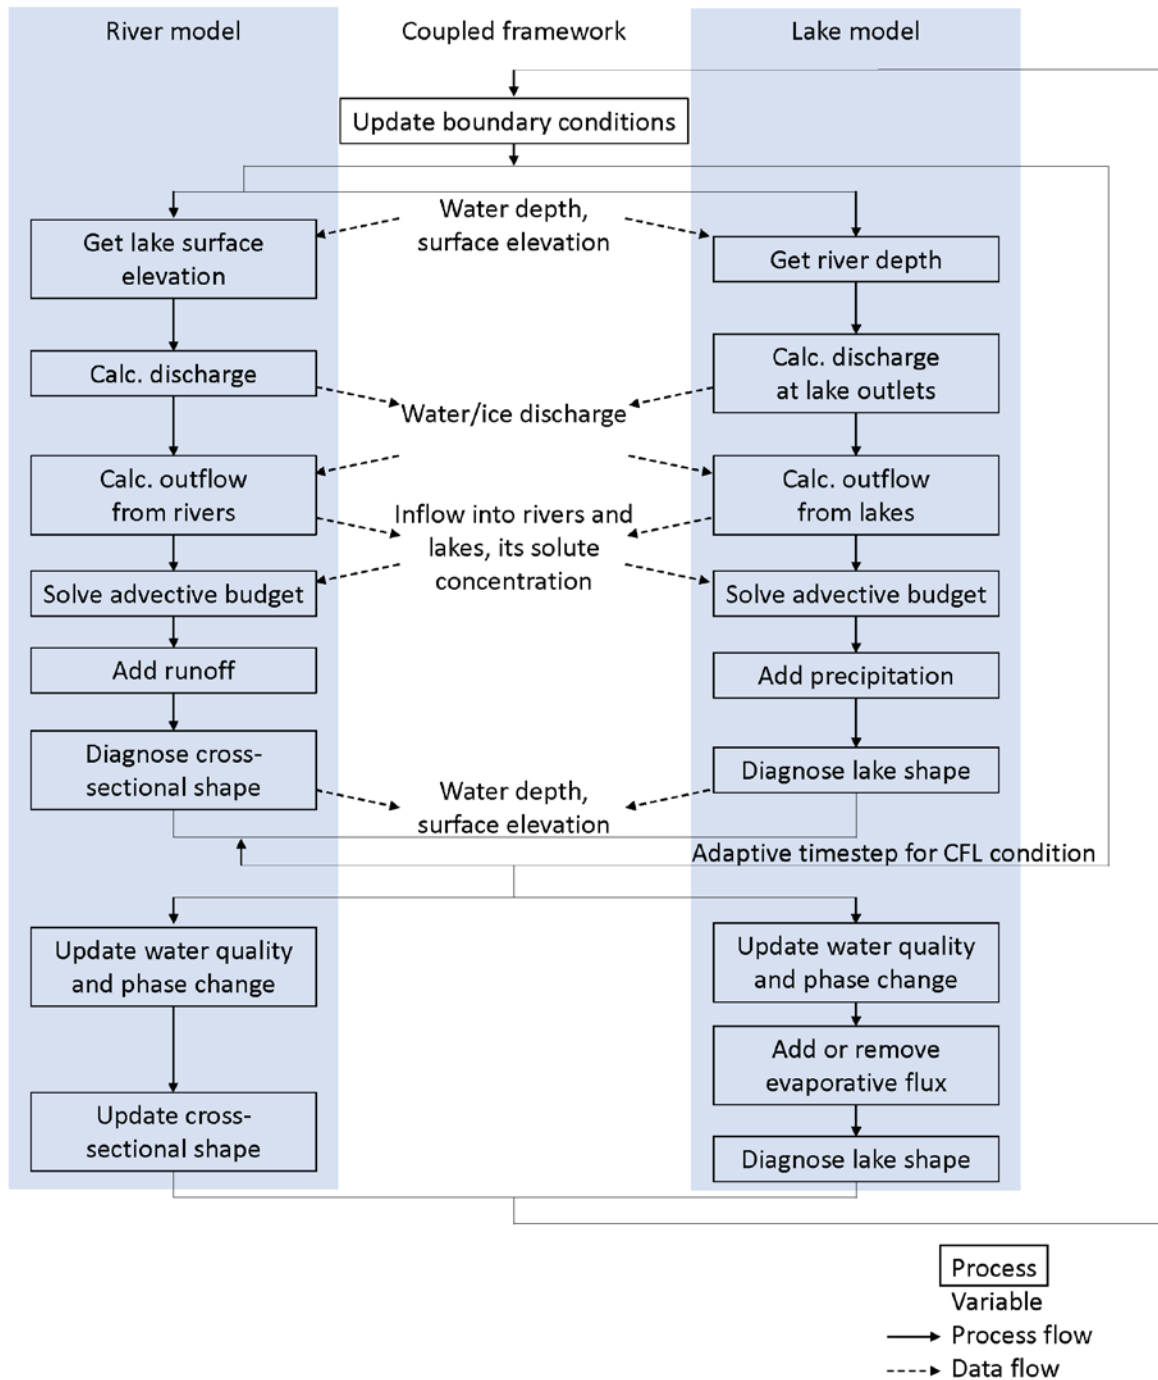 River model
Coupled framework
Lake model
Update boundary conditions
Water depth,
surface elevation
Get lake surface
elevation
Get river depth
Calc. discharge
Calc. discharge
at lake outlets
Water/ice discharge
Calc. outflow
from rivers
Calc. outflow
from lakes
Inflow into rivers and
lakes, its solute
concentration
Solve advective budget
Solve advective budget
Add runoff
Add precipitation
Diagnose cross-
sectional shape
Diagnose lake shape
Water depth,
surface elevation
Adaptive timestep for CFL condition
Update water quality
and phase change
Update water quality
and phase change
Add or remove
evaporative flux
Update cross-
sectional shape
Diagnose lake shape
Process
Variable
Process flow
Data flow